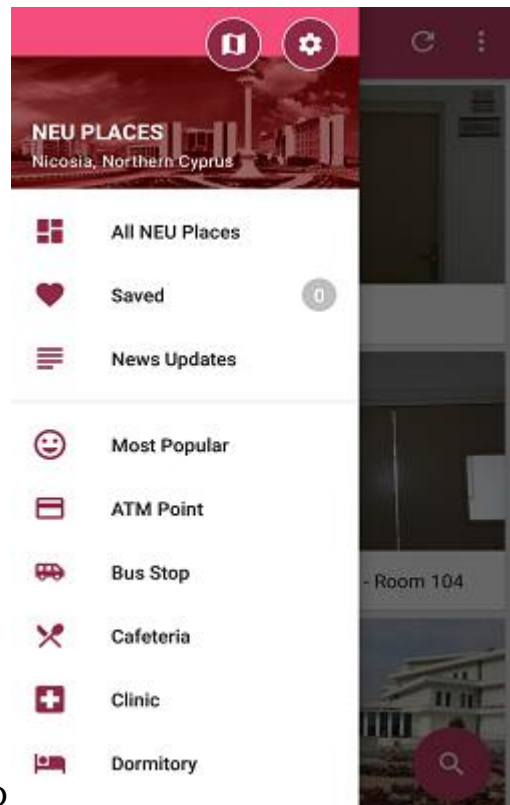 NEU PLACES
Nicosia, Northern Cyprus
All NEU Places
Saved 0
News Updates
Most Popular
ATM Point
Bus Stop
- Room 104
Cafeteria
Clinic
Dormitory